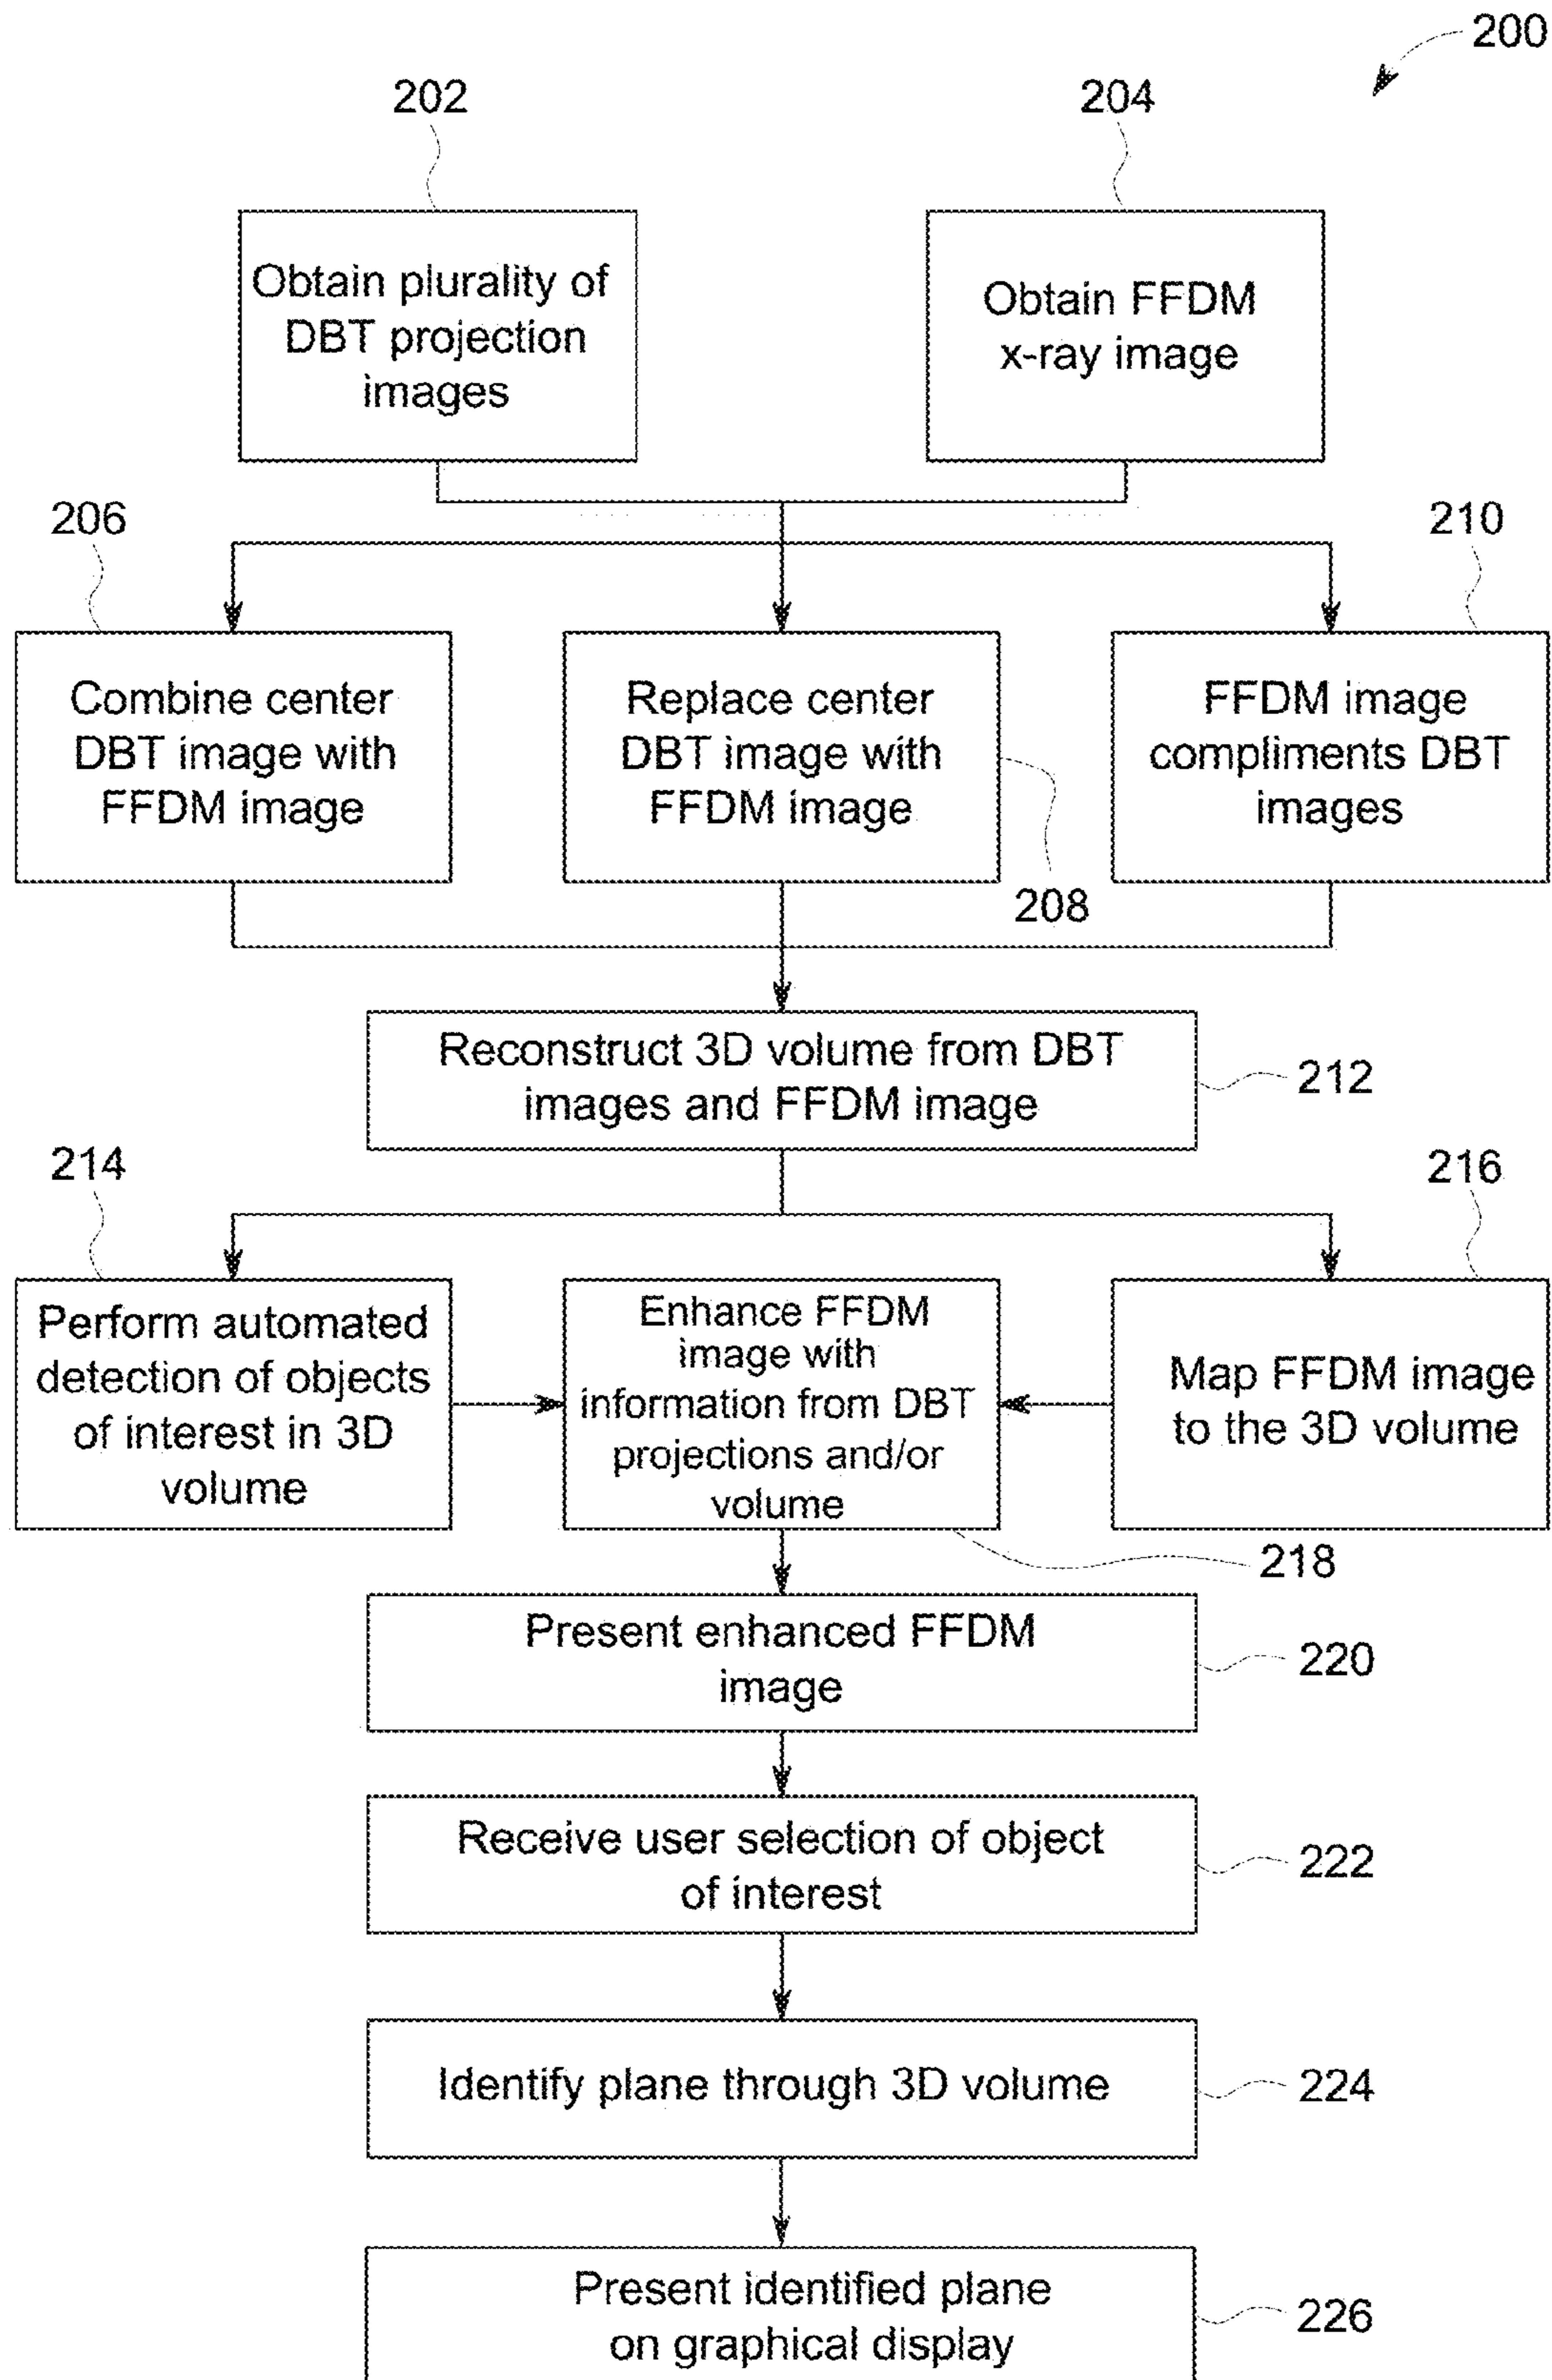 200
202
204
Obtain plurality of
DBT projection
images
Obtain FFDM
x-ray image
206
210
Combine center
DBT image with
FFDM image
Replace center
DBT image with
FFDM image
FFDM image
compliments DBT
images
208
Reconstruct 3D volume from DBT
images and FFDM image
212
214
216
Perform automated
detection of objects
of interest in 3D
volume
Enhance FFDM
image with
information from DBT
projections and/or
volume
Map FFDM image
to the 3D volume
218
Present enhanced FFDM
image
220
Receive user selection of object
of interest
222
Identify plane through 3D volume
224
Present identified plane
on graphical display
226